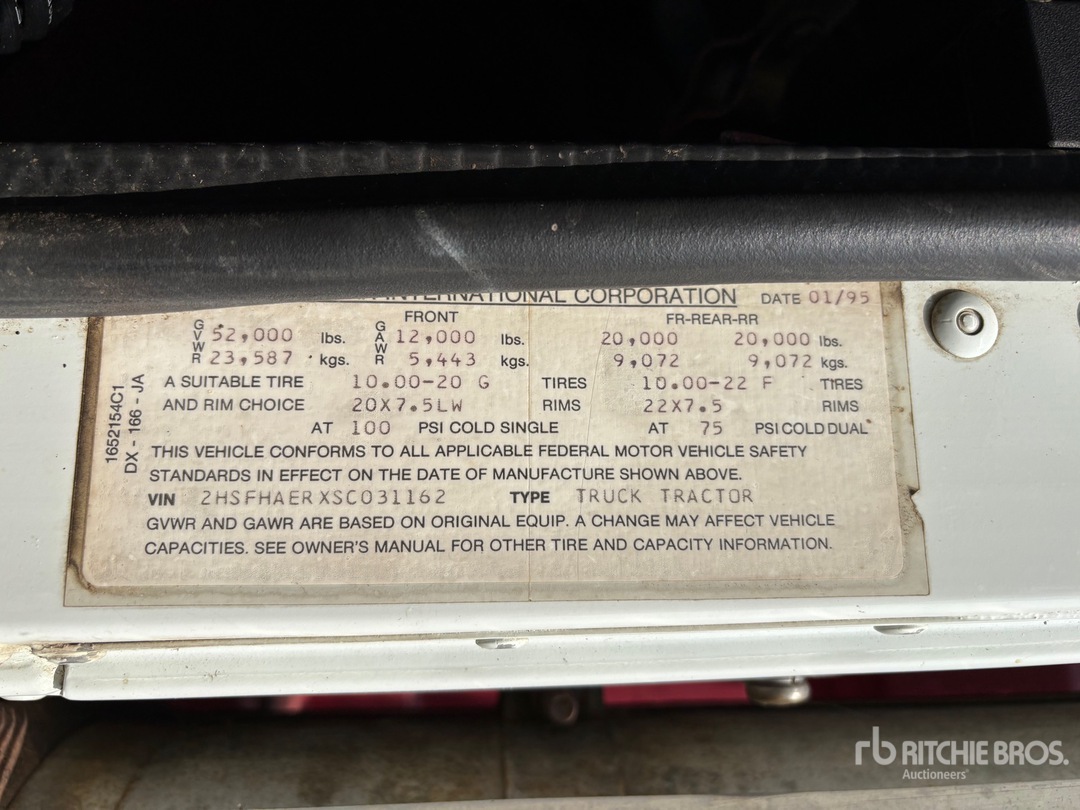 INTERNATIONAL CORPORATION DATE 01/95
FRONT FR-REAR-RR
GVWR 52,000 lbs. GAWR 12,000 lbs. 20,000 20,000 lbs.
23,587 kgs. 5,443 kgs. 9,072 9,072 kgs.
A SUITABLE TIRE 10.00-20 G TIRES 10.00-22 F TIRES
AND RIM CHOICE 20X7.5LW RIMS 22X7.5 RIMS
AT 100 PSI COLD SINGLE AT 75 PSI COLD DUAL
THIS VEHICLE CONFORMS TO ALL APPLICABLE FEDERAL MOTOR VEHICLE SAFETY
STANDARDS IN EFFECT ON THE DATE OF MANUFACTURE SHOWN ABOVE.
VIN 2HSFHAERXSC031162 TYPE TRUCK TRACTOR
GVWR AND GAWR ARE BASED ON ORIGINAL EQUIP. A CHANGE MAY AFFECT VEHICLE
CAPACITIES. SEE OWNER'S MANUAL FOR OTHER TIRE AND CAPACITY INFORMATION.
1652154C1
DX - 166 - JA
rb RITCHIE BROS.
Auctioneers